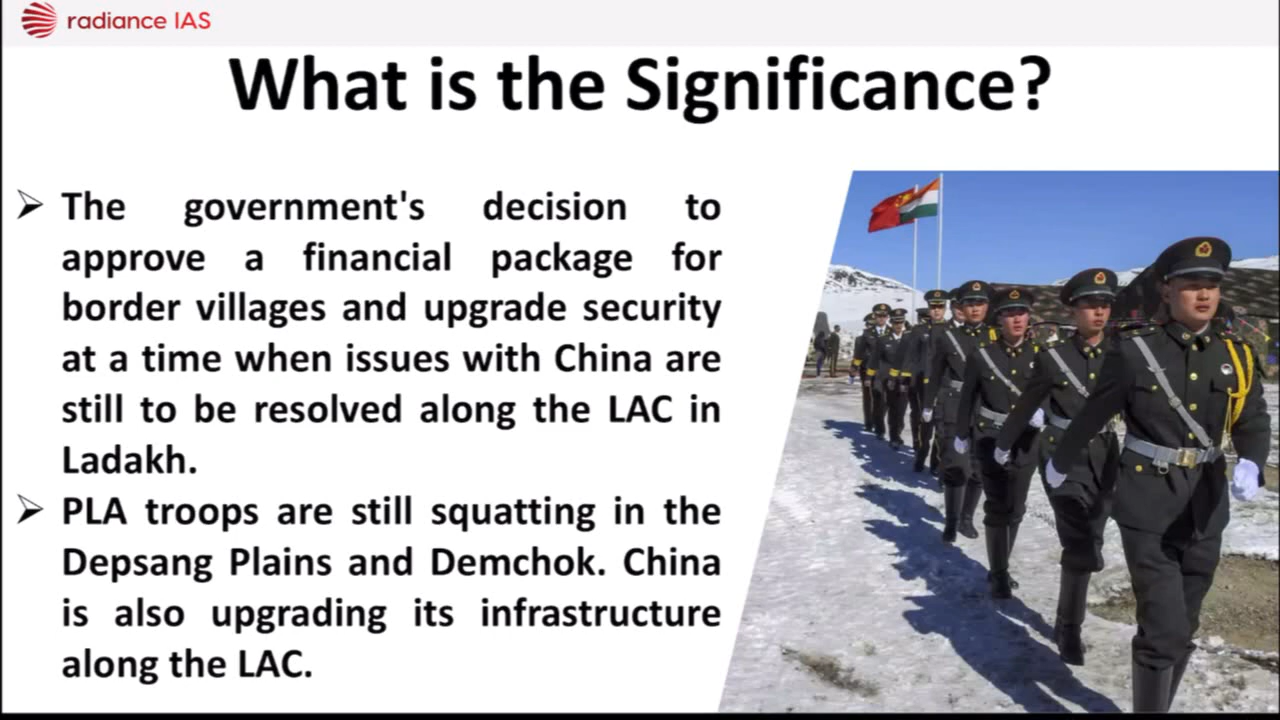 radiance IAS
What is the Significance?
The government's decision to
approve a financial package for
border villages and upgrade security
at a time when issues with China are
still to be resolved along the LAC in
Ladakh.
PLA troops are still squatting in the
Depsang Plains and Demchok. China
is also upgrading its infrastructure
along the LAC.